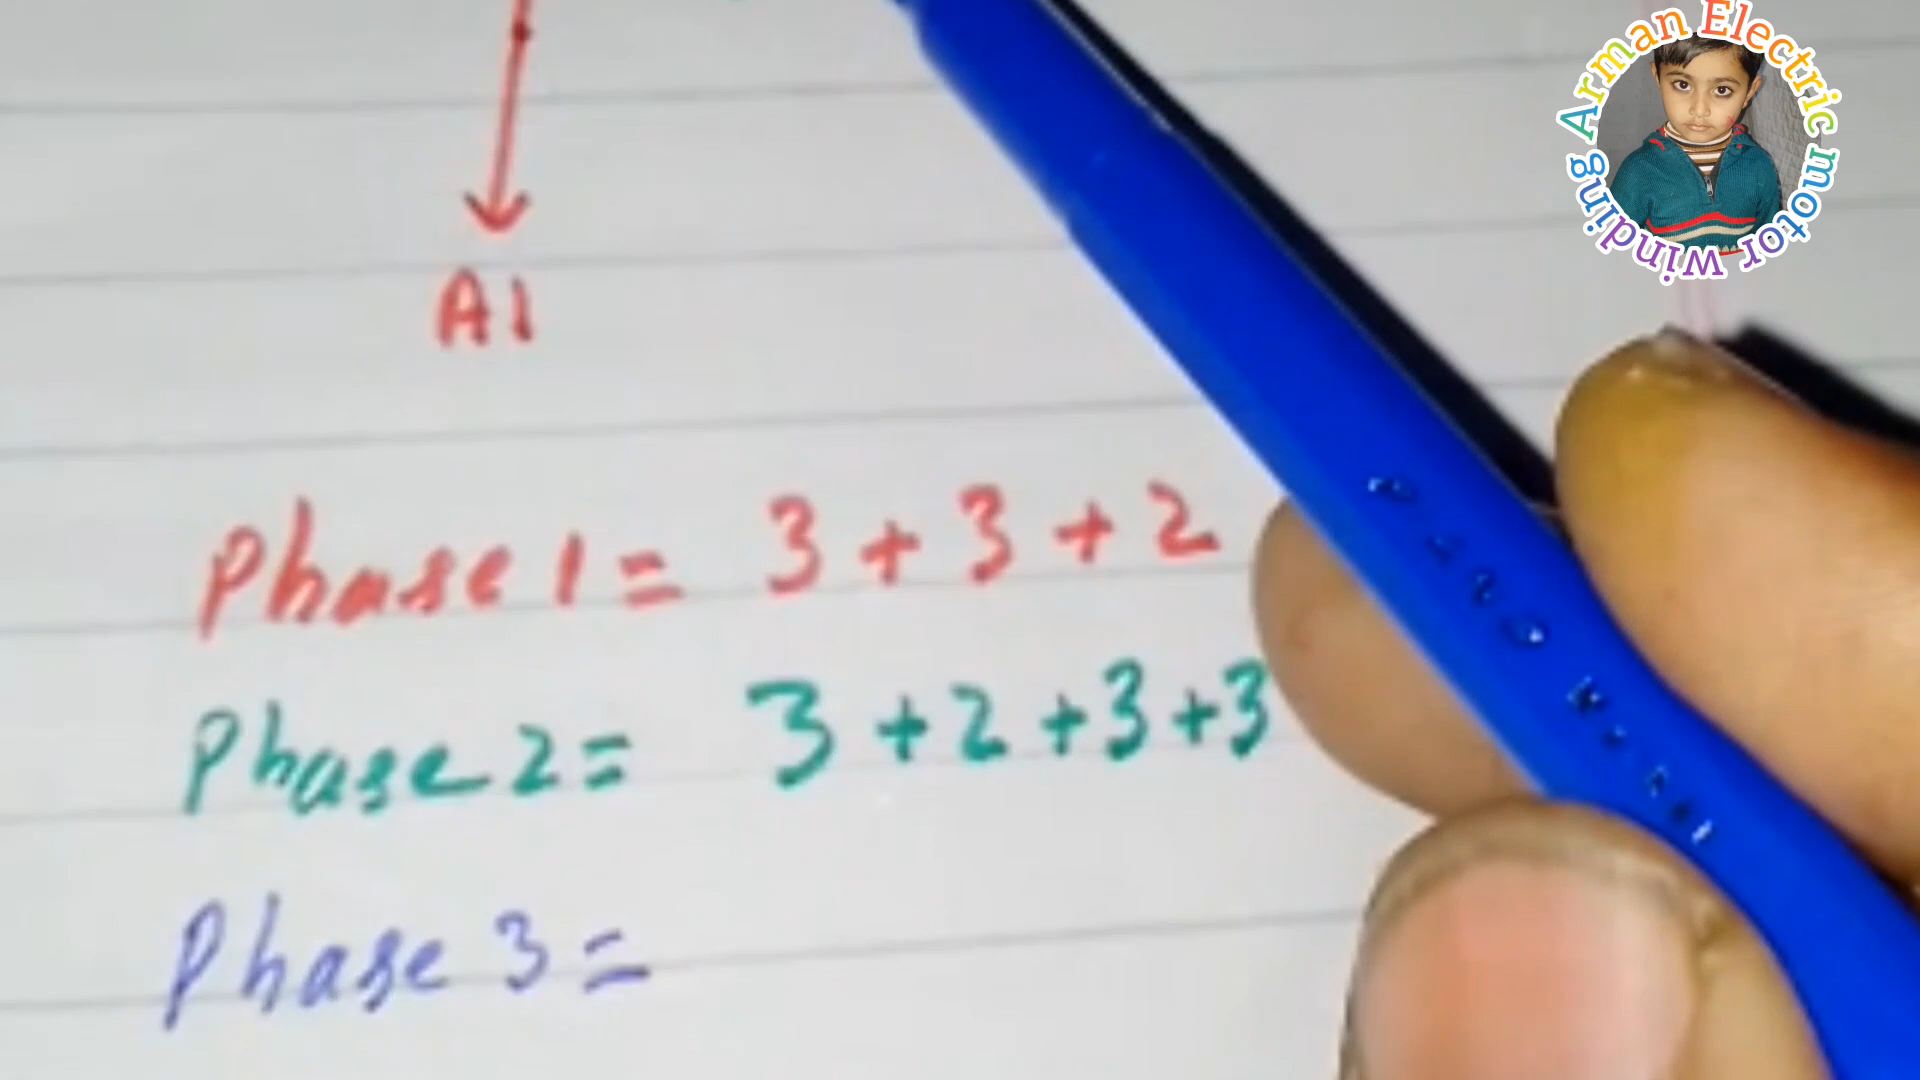 Arman Electric motor winding
A1
Phase 1 = 3 + 3 + 2
Phase 2 = 3 + 2 + 3 + 3
Phase 3 =